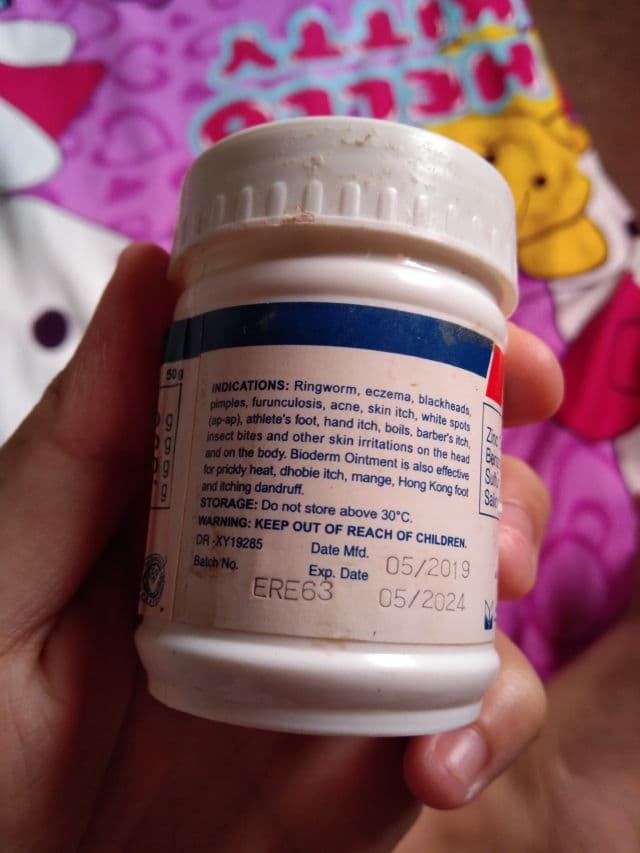 HELLO
KITTY
50g
INDICATIONS: Ringworm, eczema, blackheads,
pimples, furunculosis, acne, skin itch, white spots
(ap-ap), athlete's foot, hand itch, boils, barber's itch,
insect bites and other skin irritations on the head
and on the body. Bioderm Ointment is also effective
for prickly heat, dhobie itch, mange, Hong Kong foot
and itching dandruff.
STORAGE: Do not store above 30°C.
WARNING: KEEP OUT OF REACH OF CHILDREN.
DR-XY19285
Date Mfd. 05/2019
Batch No. ERE63
Exp. Date 05/2024
g
g
g
g